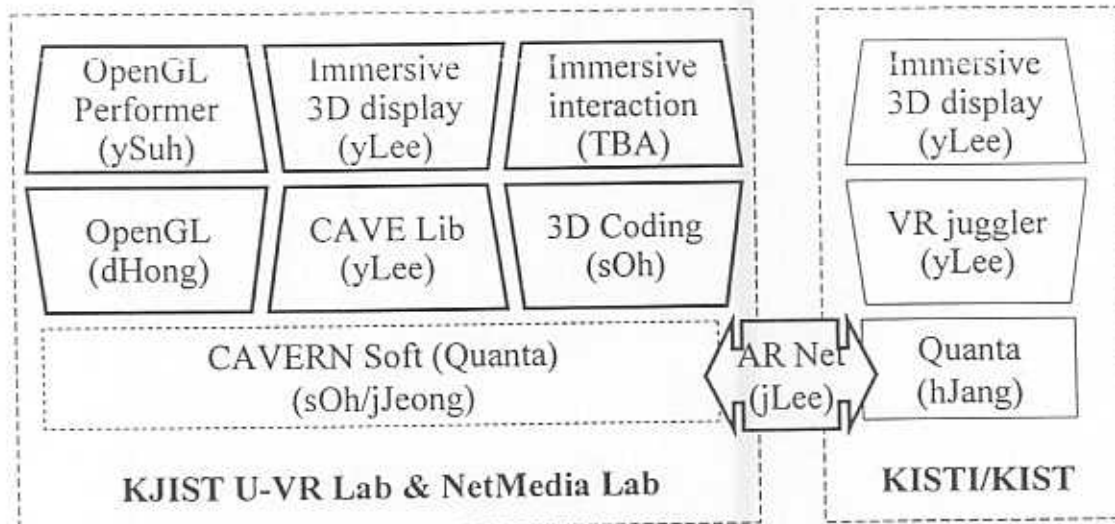 OpenGL
Performer
(ySuh)
Immersive
3D display
(yLee)
Immersive
interaction
(TBA)
OpenGL
(dHong)
CAVE Lib
(yLee)
3D Coding
(sOh)
CAVERN Soft (Quanta)
(sOh/jJeong)
KJIST U-VR Lab & NetMedia Lab
AR Net
(jLee)
Immersive
3D display
(yLee)
VR juggler
(yLee)
Quanta
(hJang)
KISTI/KIST